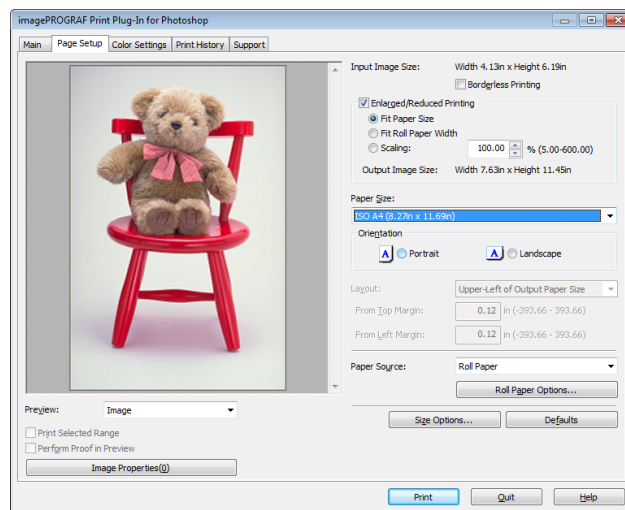 imagePROGRAF Print Plug-In for Photoshop
Main Page Setup Color Settings Print History Support
Input Image Size: Width 4.13in x Height 6.19in
Borderless Printing
Enlarged/Reduced Printing
Fit Paper Size
Fit Roll Paper Width
Scaling: 100.00 % (5.00-600.00)
Output Image Size: Width 7.63in x Height 11.45in
Paper Size:
ISO A4 (8.27in x 11.69in)
Orientation
A Portrait A Landscape
Layout: Upper-Left of Output Paper Size
From Top Margin: 0.12 in (-393.66 - 393.66)
From Left Margin: 0.12 in (-393.66 - 393.66)
Paper Source: Roll Paper
Roll Paper Options...
Preview: Image
Size Options... Defaults
Print Selected Range
Perform Proof in Preview
Image Properties(0)
Print Quit Help